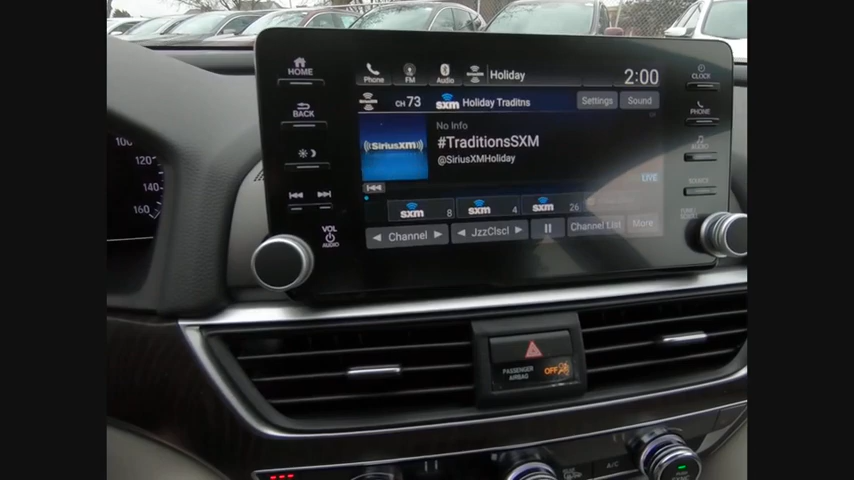 HOME
Phone
FM
Audio
Holiday
2:00
CLOCK
CH 73
sxm
Holiday Traditns
Settings
Sound
BACK
PHONE
No Info
#TraditionsSXM
@SiriusXMHoliday
((SiriusXM))
AUDIO
LIVE
SOURCE
sxm 8
sxm 4
sxm 26
VOL
AUDIO
Channel
JzzClscl
Channel List
More
100
120
140
160
PASSENGER
AIRBAG
OFF
A/C